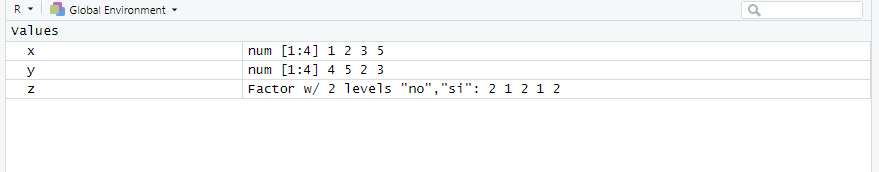 R Global Environment
Values
x num [1:4] 1 2 3 5
y num [1:4] 4 5 2 3
z Factor w/ 2 levels "no","si": 2 1 2 1 2